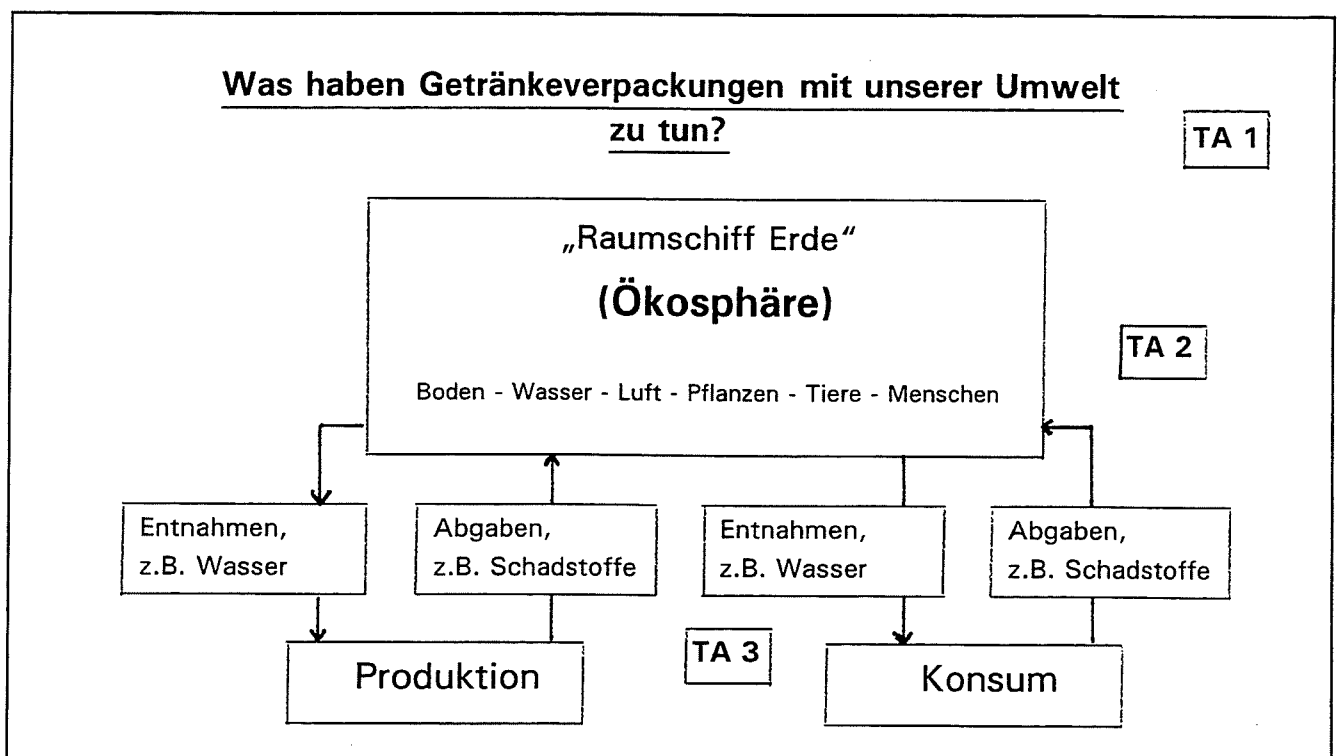 Was haben Getränkeverpackungen mit unserer Umwelt
zu tun?
TA 1
„Raumschiff Erde“
(Ökosphäre)
TA 2
Boden - Wasser - Luft - Pflanzen - Tiere - Menschen
Entnahmen,
z.B. Wasser
Abgaben,
z.B. Schadstoffe
Entnahmen,
z.B. Wasser
Abgaben,
z.B. Schadstoffe
TA 3
Produktion
Konsum